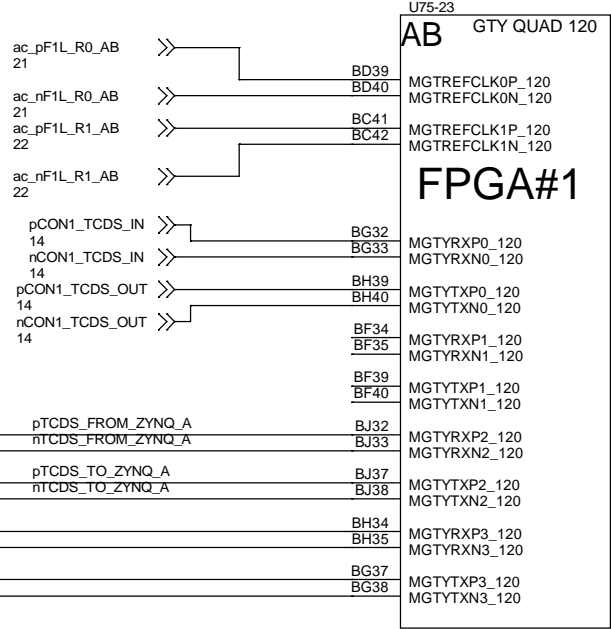 U75-23
AB GTY QUAD 120
ac_pF1L_R0_AB
21
BD39 MGTREFCLK0P_120
ac_nF1L_R0_AB
21
BD40 MGTREFCLK0N_120
ac_pF1L_R1_AB
22
BC41 MGTREFCLK1P_120
ac_nF1L_R1_AB
22
BC42 MGTREFCLK1N_120
FPGA#1
pCON1_TCDS_IN
14
BG32 MGTYRXP0_120
nCON1_TCDS_IN
14
BG33 MGTYRXN0_120
pCON1_TCDS_OUT
14
BH39 MGTYTXP0_120
nCON1_TCDS_OUT
14
BH40 MGTYTXN0_120
BF34 MGTYRXP1_120
BF35 MGTYRXN1_120
BF39 MGTYTXP1_120
BF40 MGTYTXN1_120
pTCDS_FROM_ZYNQ_A BJ32 MGTYRXP2_120
nTCDS_FROM_ZYNQ_A BJ33 MGTYRXN2_120
pTCDS_TO_ZYNQ_A BJ37 MGTYTXP2_120
nTCDS_TO_ZYNQ_A BJ38 MGTYTXN2_120
BH34 MGTYRXP3_120
BH35 MGTYRXN3_120
BG37 MGTYTXP3_120
BG38 MGTYTXN3_120